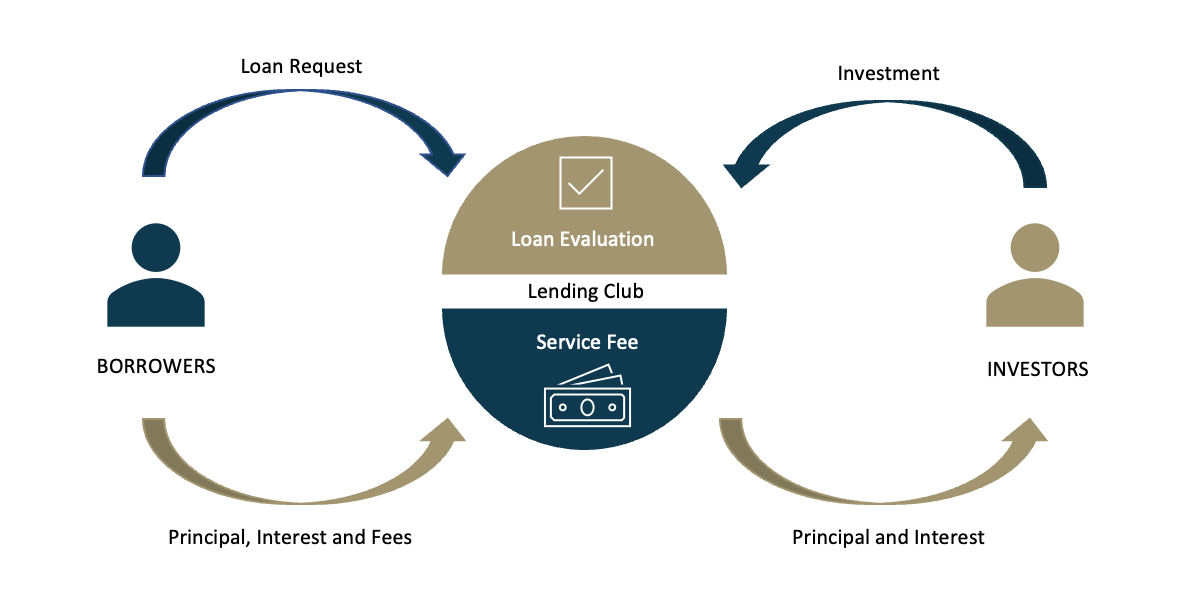 Loan Request
Investment
Loan Evaluation
Lending Club
Service Fee
BORROWERS
INVESTORS
Principal, Interest and Fees
Principal and Interest